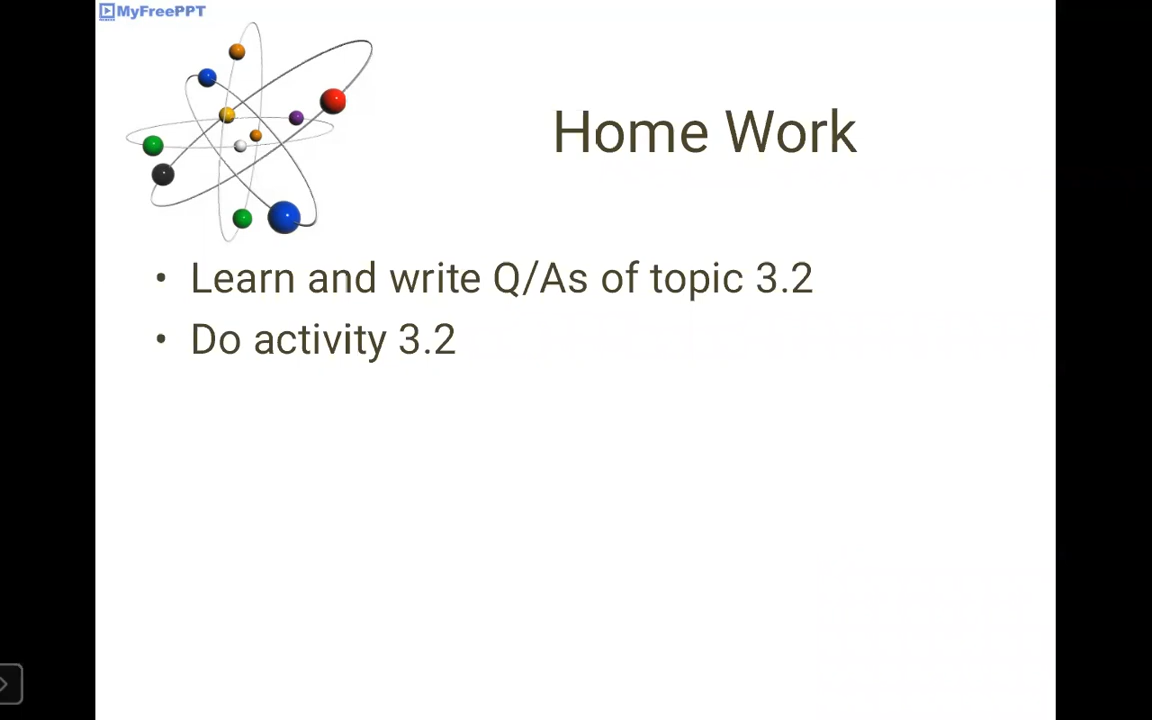 MyFreePPT
Home Work
• Learn and write Q/As of topic 3.2
• Do activity 3.2